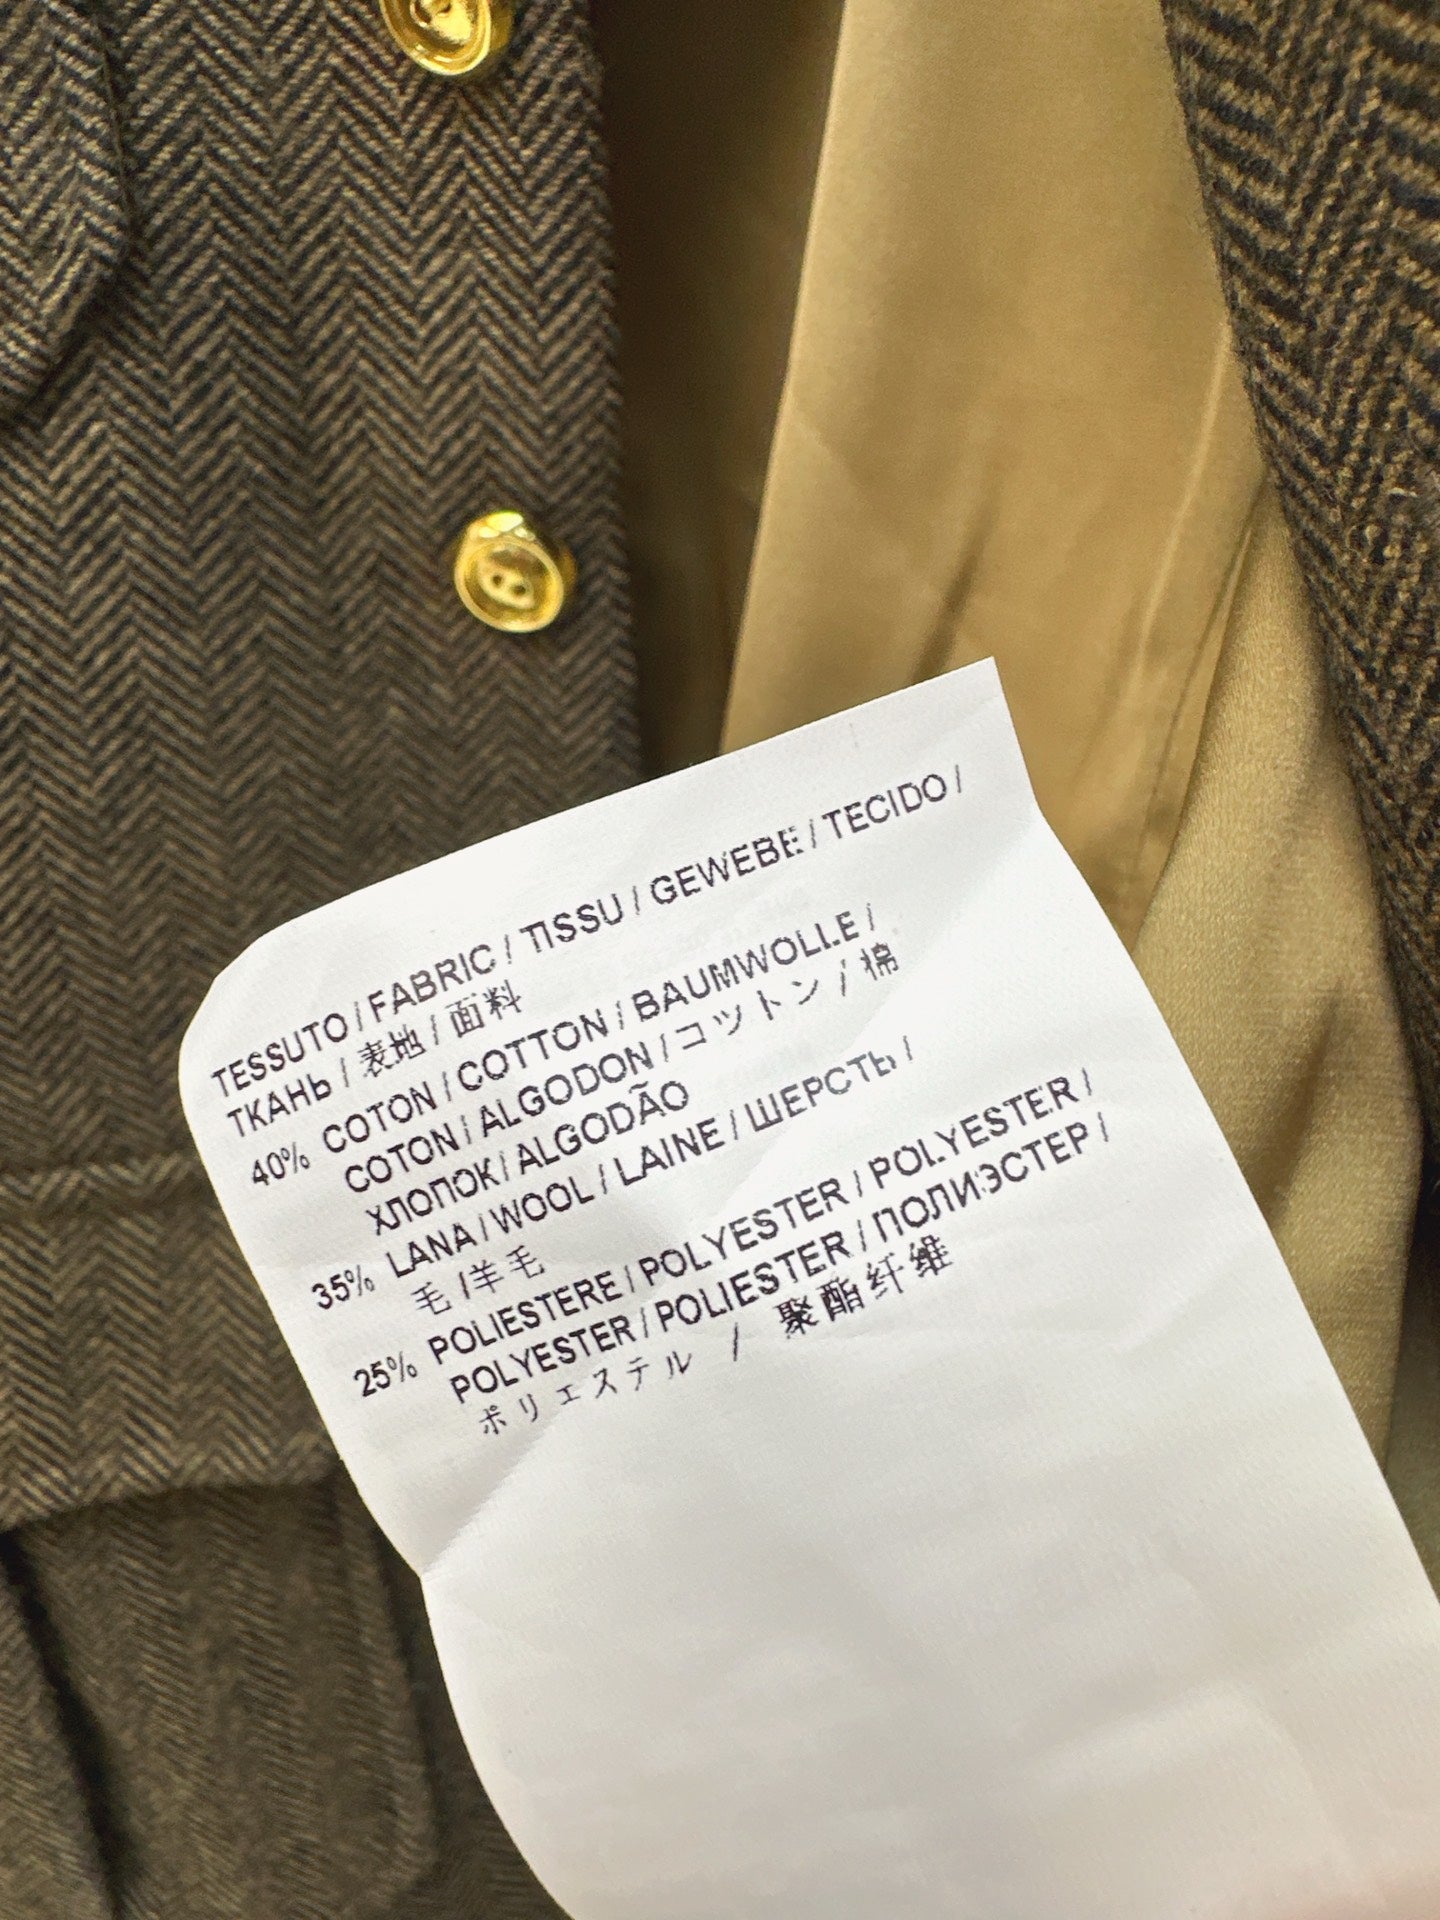 TESSUTO / FABRIC / TISSU / GEWEBE / TECIDO /
ТКАНЬ / 表地 / 面料
40% COTON / COTTON / BAUMWOLLE /
COTON / ALGODON / コットン / 棉
ХЛОПОК / ALGODÃO
35% LANA / WOOL / LAINE / ШЕРСТЬ /
毛 / 羊毛
25% POLIESTERE / POLYESTER / POLYESTER /
POLYESTER / POLIESTER / ПОЛИЭСТЕР /
ポリエステル / 聚酯纤维